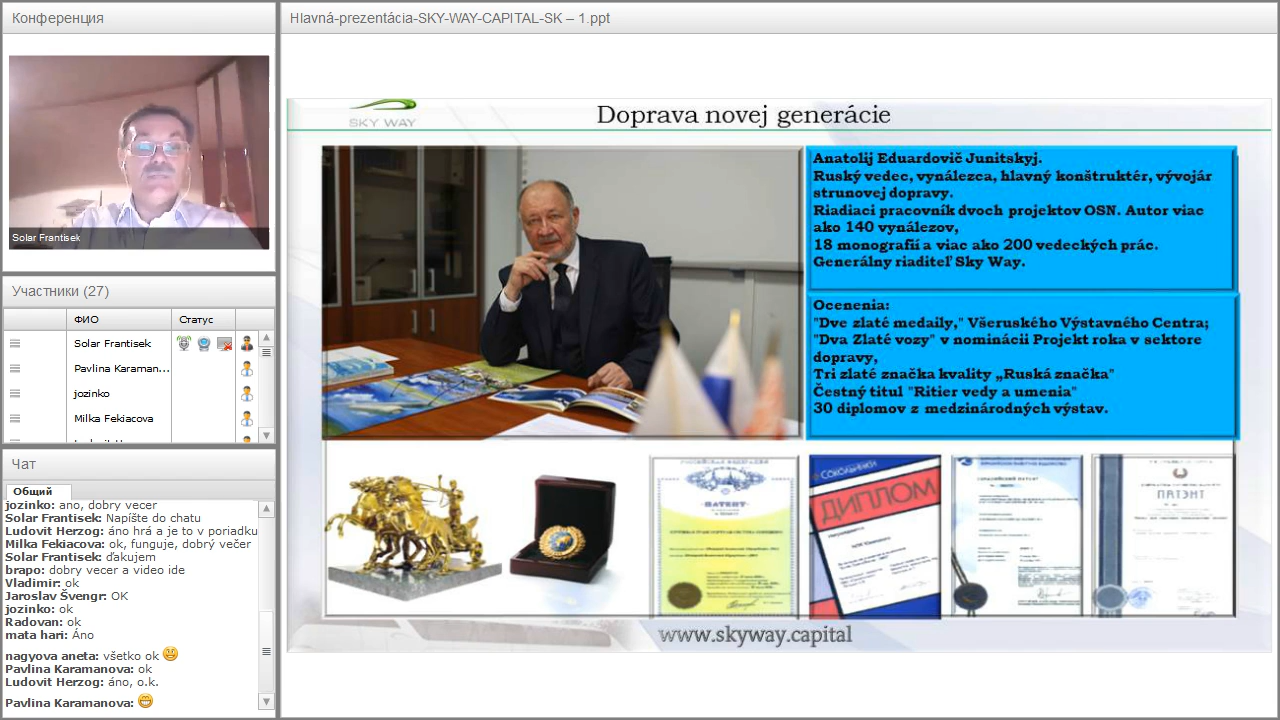 Конференция
Solar Frantisek
Участники (27)
ФИО
Статус
Solar Frantisek
Pavlina Karaman...
jozinko
Milka Fekiacova
Чат
Общий
jozinko: ano, dobry vecer
Solar Frantisek: Napíšte do chatu
Ludovit Herzog: áno hrá a je to v poriadku
Milka Fekiacova: ok, funguje, dobrý večer
Solar Frantisek: ďakujem
brapo: dobry vecer a video ide
Vladimir: ok
Jaroslav Svengr: OK
jozinko: ok
Radovan: ok
mata hari: Áno
nagyova aneta: všetko ok
Pavlina Karamanova: ok
Ludovit Herzog: áno, o.k.
Pavlina Karamanova:
Hlavná-prezentácia-SKY-WAY-CAPITAL-SK – 1.ppt
SKY WAY
Doprava novej generácie
Anatolij Eduardovič Junitskyj.
Ruský vedec, vynálezca, hlavný konštruktér, vývojár
strunovej dopravy.
Riadiaci pracovník dvoch projektov OSN. Autor viac
ako 140 vynálezov,
18 monografií a viac ako 200 vedeckých prác.
Generálny riaditeľ Sky Way.
Ocenenia:
"Dve zlaté medaily," Všeruského Výstavného Centra;
"Dva Zlaté vozy" v nominácii Projekt roka v sektore
dopravy,
Tri zlaté značka kvality „Ruská značka"
Čestný titul "Ritier vedy a umenia"
30 diplomov z medzinárodných výstav.
ПАТЕНТ
СОКОЛЬНИКИ
ДИПЛОМ
ПАТЭНТ
www.skyway.capital